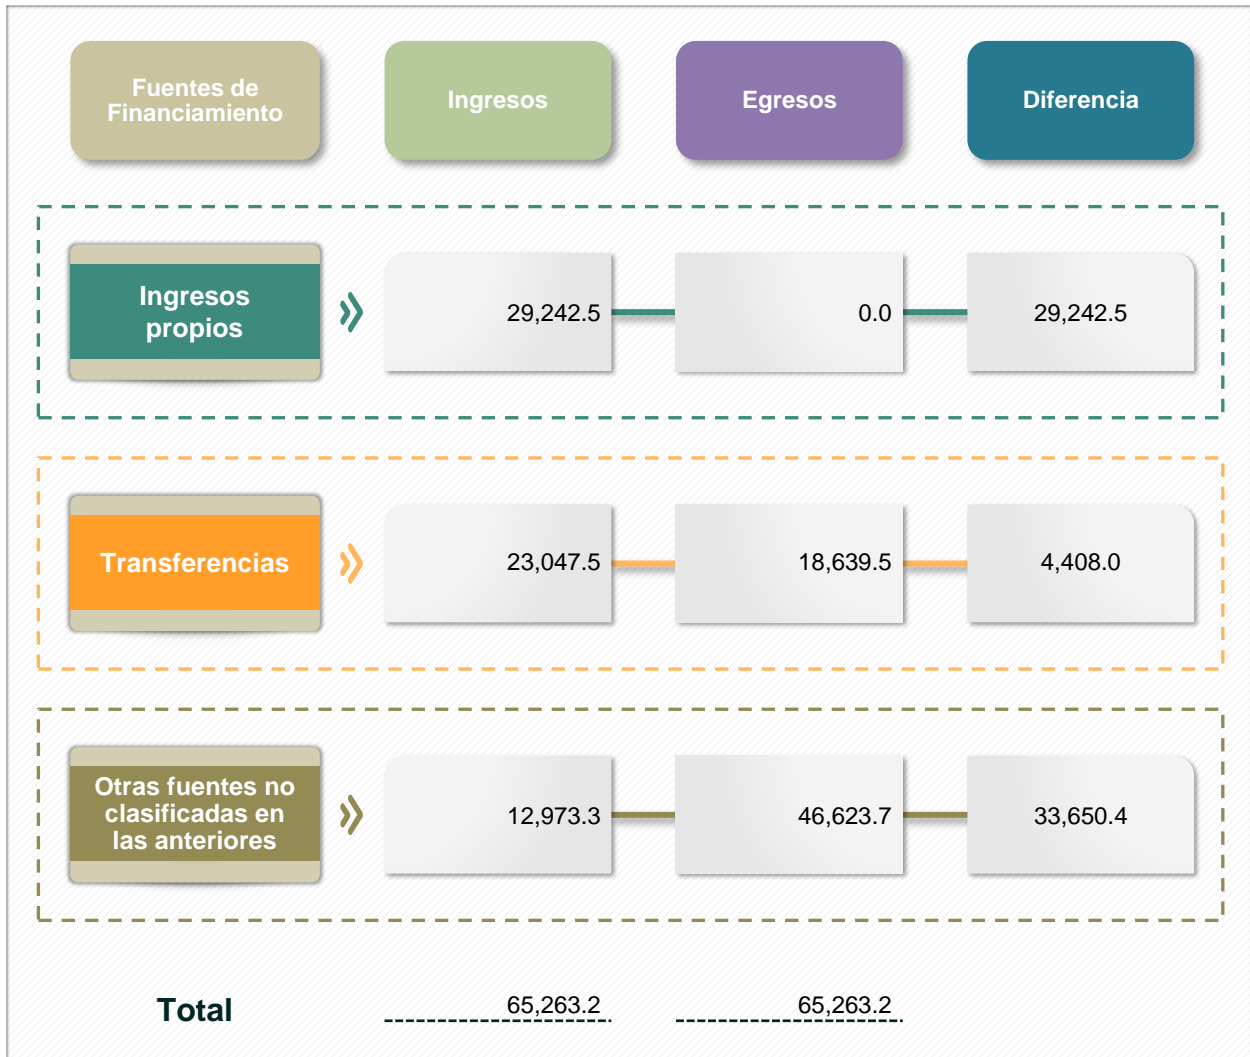 Fuentes de
Financiamiento
Ingresos
Egresos
Diferencia
Ingresos
propios
29,242.5
0.0
29,242.5
Transferencias
23,047.5
18,639.5
4,408.0
Otras fuentes no
clasificadas en
las anteriores
12,973.3
46,623.7
33,650.4
Total
65,263.2
65,263.2